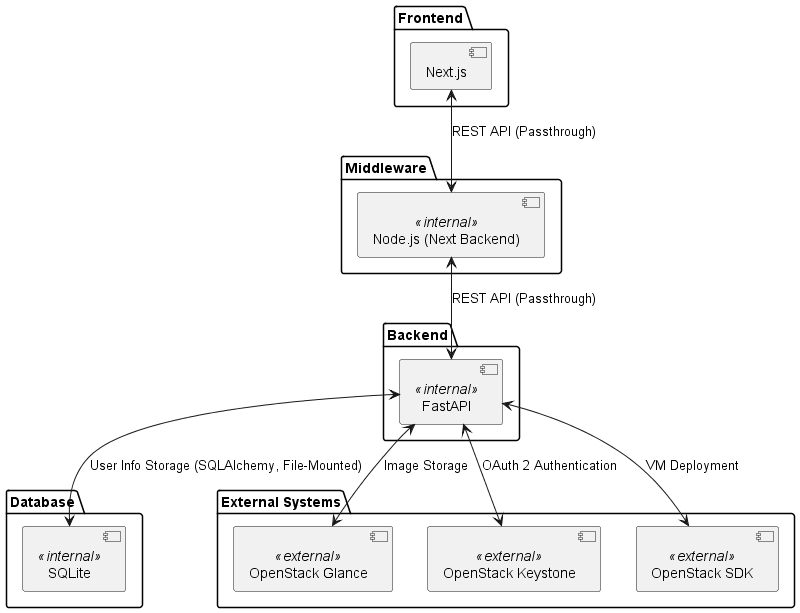 Frontend
Next.js
REST API (Passthrough)
Middleware
«internal»
Node.js (Next Backend)
REST API (Passthrough)
Backend
«internal»
FastAPI
User Info Storage (SQLAlchemy, File-Mounted)
Image Storage
OAuth 2 Authentication
VM Deployment
Database
«internal»
SQLite
External Systems
«external»
OpenStack Glance
«external»
OpenStack Keystone
«external»
OpenStack SDK